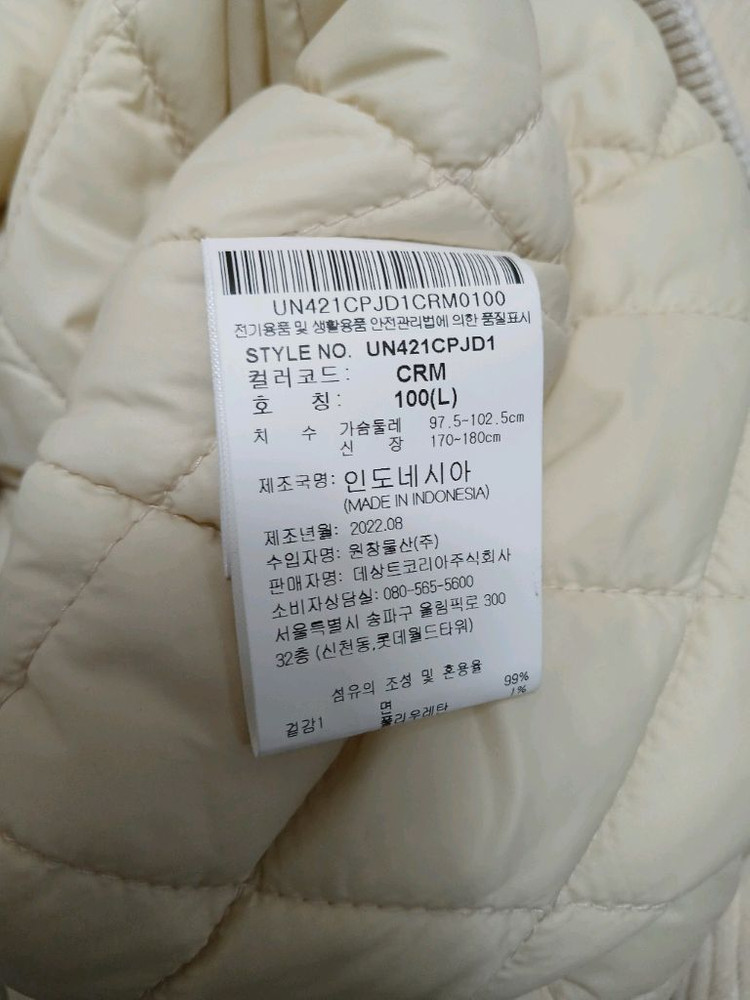 UN421CPJD1CRM0100
전기용품 및 생활용품 안전관리법에 의한 품질표시
STYLE NO. UN421CPJD1
컬러코드: CRM
호 칭: 100(L)
치 수 가슴둘레 97.5~102.5cm
신 장 170~180cm
제조국명: 인도네시아
(MADE IN INDONESIA)
제조년월: 2022.08
수입자명: 원창물산(주)
판매자명: 데상트코리아주식회사
소비자상담실: 080-565-5600
서울특별시 송파구 올림픽로 300
32층 (신천동,롯데월드타워)
섬유의 조성 및 혼용율
겉감1 면 99%
폴리우레탄 1%